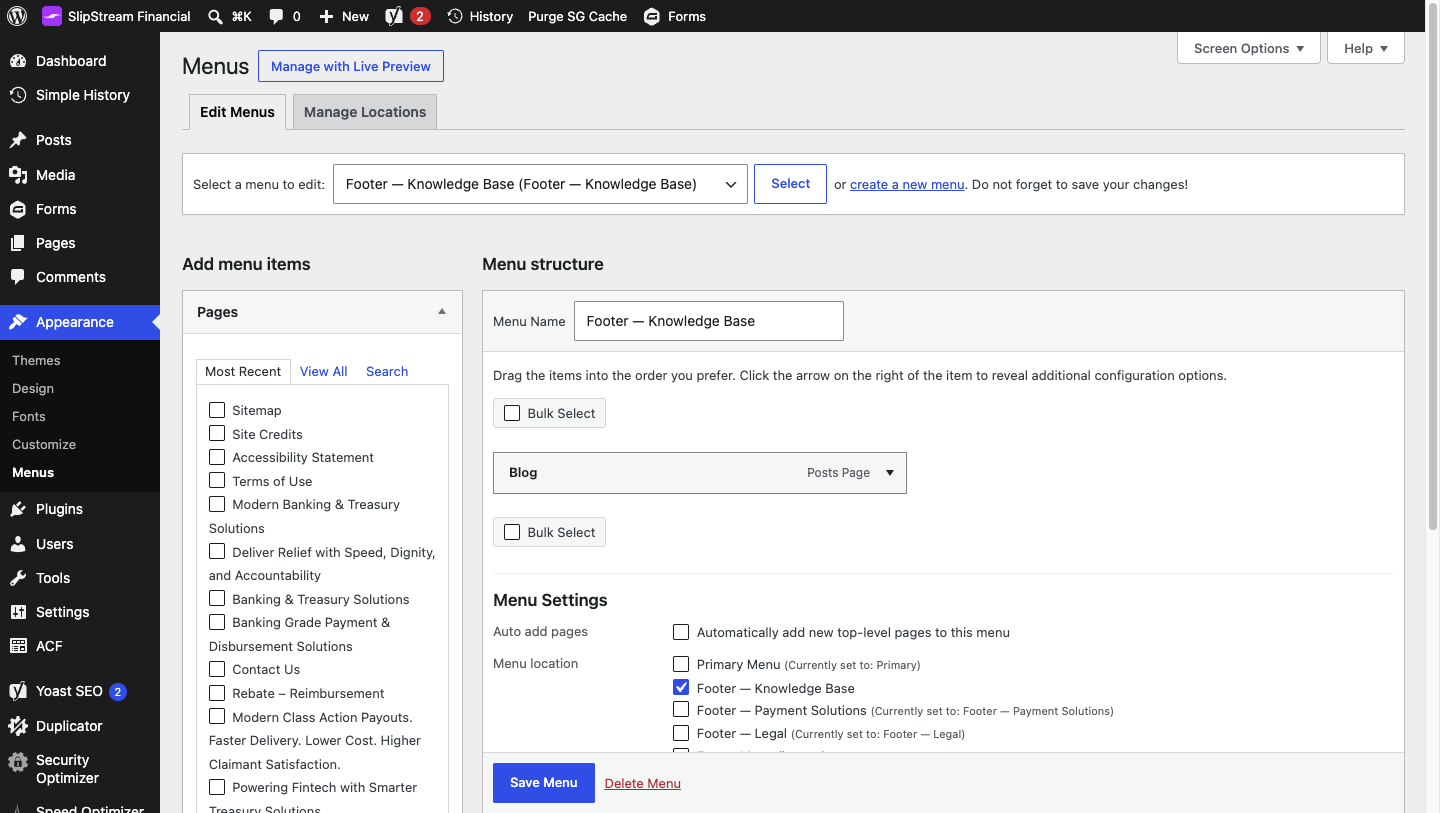 SlipStream Financial ⌘K 0 New 2 History Purge SG Cache Forms
Dashboard
Simple History
Posts
Media
Forms
Pages
Comments
Appearance
Themes
Design
Fonts
Customize
Menus
Plugins
Users
Tools
Settings
ACF
Yoast SEO 2
Duplicator
Security
Optimizer
Speed Optimizer
Screen Options Help
Menus Manage with Live Preview
Edit Menus Manage Locations
Select a menu to edit: Footer — Knowledge Base (Footer — Knowledge Base) Select or create a new menu. Do not forget to save your changes!
Add menu items
Pages
Most Recent View All Search
Sitemap
Site Credits
Accessibility Statement
Terms of Use
Modern Banking & Treasury
Solutions
Deliver Relief with Speed, Dignity,
and Accountability
Banking & Treasury Solutions
Banking Grade Payment &
Disbursement Solutions
Contact Us
Rebate – Reimbursement
Modern Class Action Payouts.
Faster Delivery. Lower Cost. Higher
Claimant Satisfaction.
Powering Fintech with Smarter
Treasury Solutions
Menu structure
Menu Name Footer — Knowledge Base
Drag the items into the order you prefer. Click the arrow on the right of the item to reveal additional configuration options.
Bulk Select
Blog Posts Page
Bulk Select
Menu Settings
Auto add pages Automatically add new top-level pages to this menu
Menu location Primary Menu (Currently set to: Primary)
Footer — Knowledge Base
Footer — Payment Solutions (Currently set to: Footer — Payment Solutions)
Footer — Legal (Currently set to: Footer — Legal)
Save Menu Delete Menu